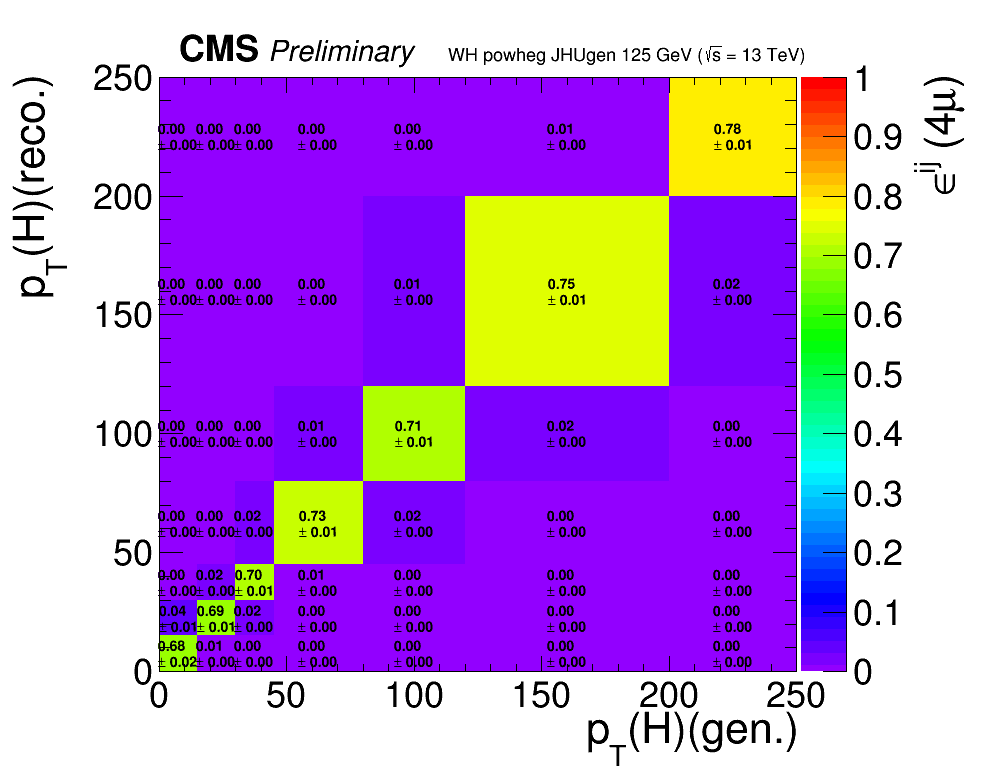 CMS Preliminary WH powheg JHUgen 125 GeV (√s = 13 TeV)
p_T(H)(reco.)
ϵ^ij (4μ)
250
200
150
100
50
0
0.00 0.00 0.00 0.00 0.00 0.01 0.78
± 0.00 ± 0.00 ± 0.00 ± 0.00 ± 0.00 ± 0.00 ± 0.01
0.00 0.00 0.00 0.00 0.01 0.75 0.02
± 0.00 ± 0.00 ± 0.00 ± 0.00 ± 0.00 ± 0.01 ± 0.00
0.00 0.00 0.00 0.01 0.71 0.02 0.00
± 0.00 ± 0.00 ± 0.00 ± 0.00 ± 0.01 ± 0.00 ± 0.00
0.00 0.00 0.02 0.73 0.02 0.00 0.00
± 0.00 ± 0.00 ± 0.00 ± 0.01 ± 0.00 ± 0.00 ± 0.00
0.00 0.02 0.70 0.01 0.00 0.00 0.00
± 0.00 ± 0.00 ± 0.01 ± 0.00 ± 0.00 ± 0.00 ± 0.00
0.04 0.69 0.02 0.00 0.00 0.00 0.00
± 0.01 ± 0.01 ± 0.00 ± 0.00 ± 0.00 ± 0.00 ± 0.00
0.68 0.01 0.00 0.00 0.00 0.00 0.00
± 0.02 ± 0.00 ± 0.00 ± 0.00 ± 0.00 ± 0.00 ± 0.00
1
0.9
0.8
0.7
0.6
0.5
0.4
0.3
0.2
0.1
0
0 50 100 150 200 250
p_T(H)(gen.)